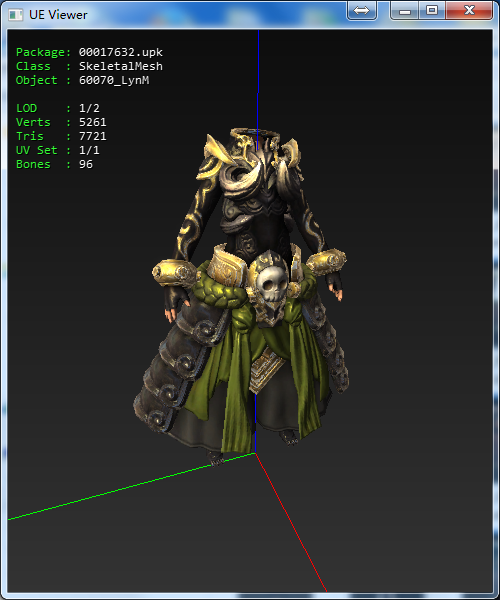 UE Viewer
Package: 00017632.upk
Class : SkeletalMesh
Object : 60070_LynM
LOD : 1/2
Verts : 5261
Tris : 7721
UV Set : 1/1
Bones : 96